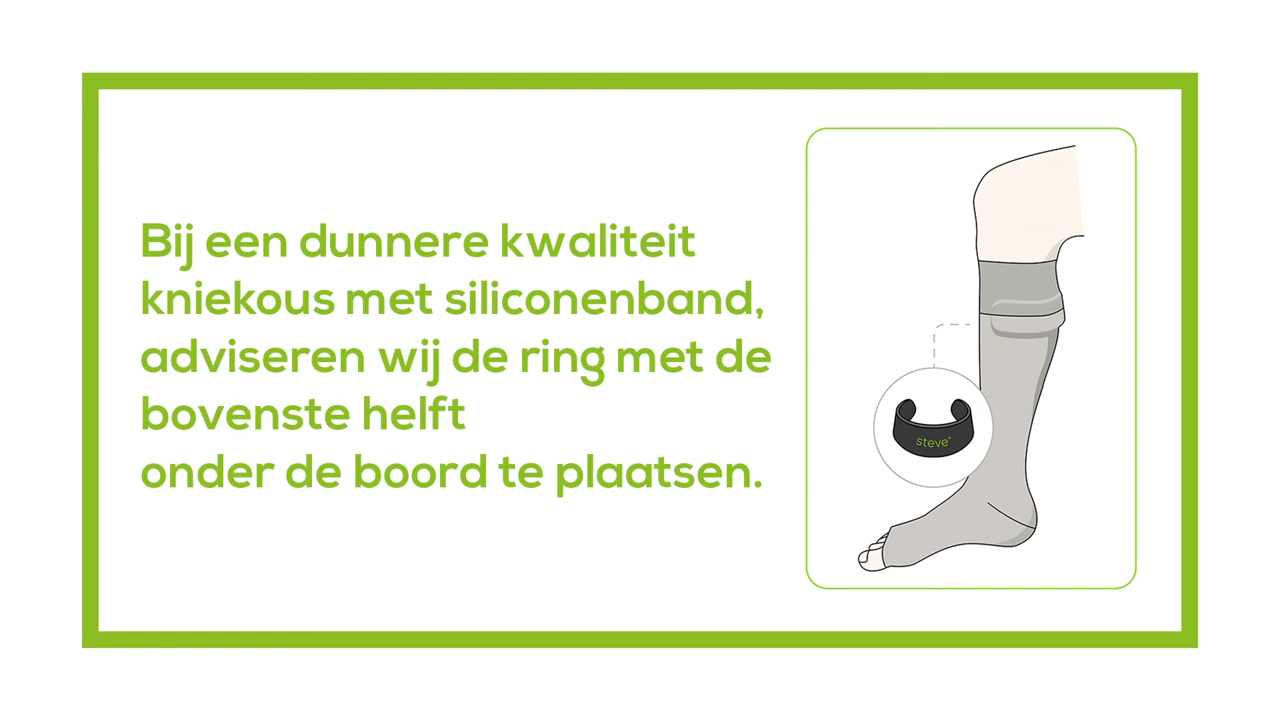 Bij een dunnere kwaliteit
kniekous met siliconenband,
adviseren wij de ring met de
bovenste helft
onder de boord te plaatsen.
steve®